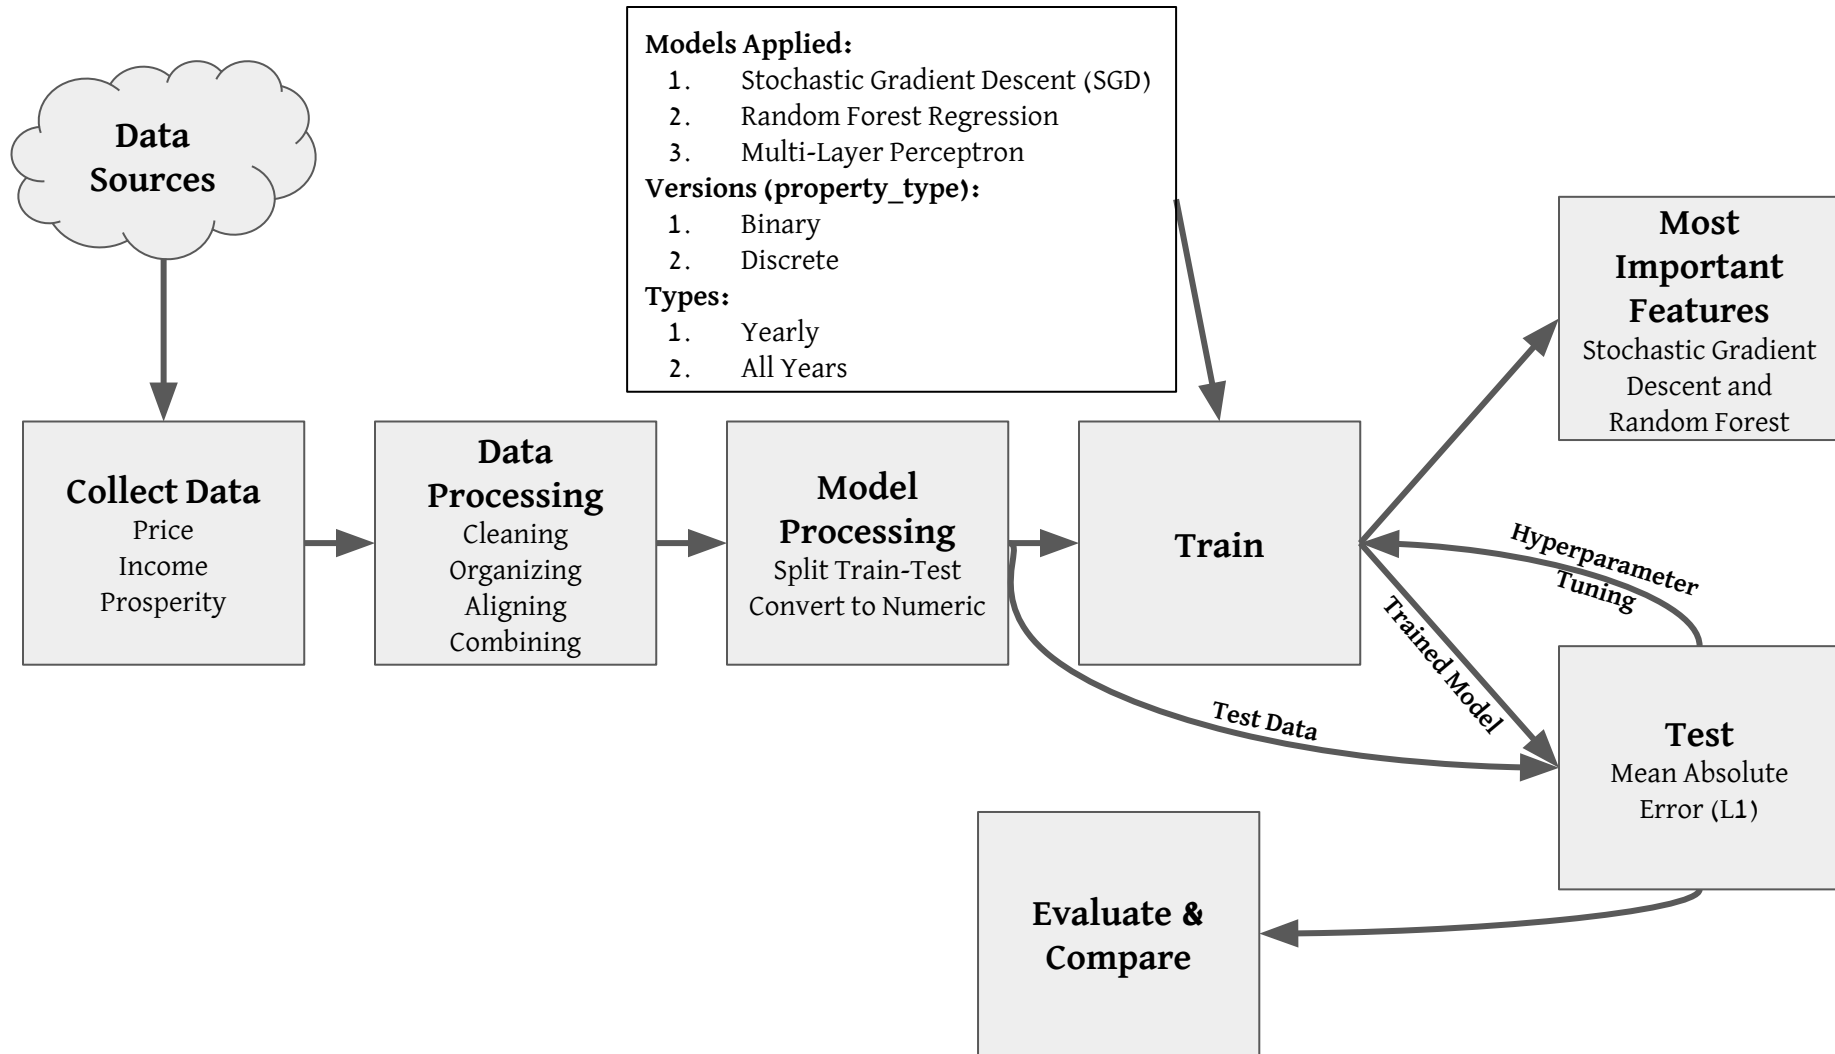 Data
Sources
Models Applied:
1. Stochastic Gradient Descent (SGD)
2. Random Forest Regression
3. Multi-Layer Perceptron
Versions (property_type):
1. Binary
2. Discrete
Types:
1. Yearly
2. All Years
Most
Important
Features
Stochastic Gradient
Descent and
Random Forest
Collect Data
Price
Income
Prosperity
Data
Processing
Cleaning
Organizing
Aligning
Combining
Model
Processing
Split Train-Test
Convert to Numeric
Train
Hyperparameter
Tuning
Trained Model
Test Data
Test
Mean Absolute
Error (L1)
Evaluate &
Compare